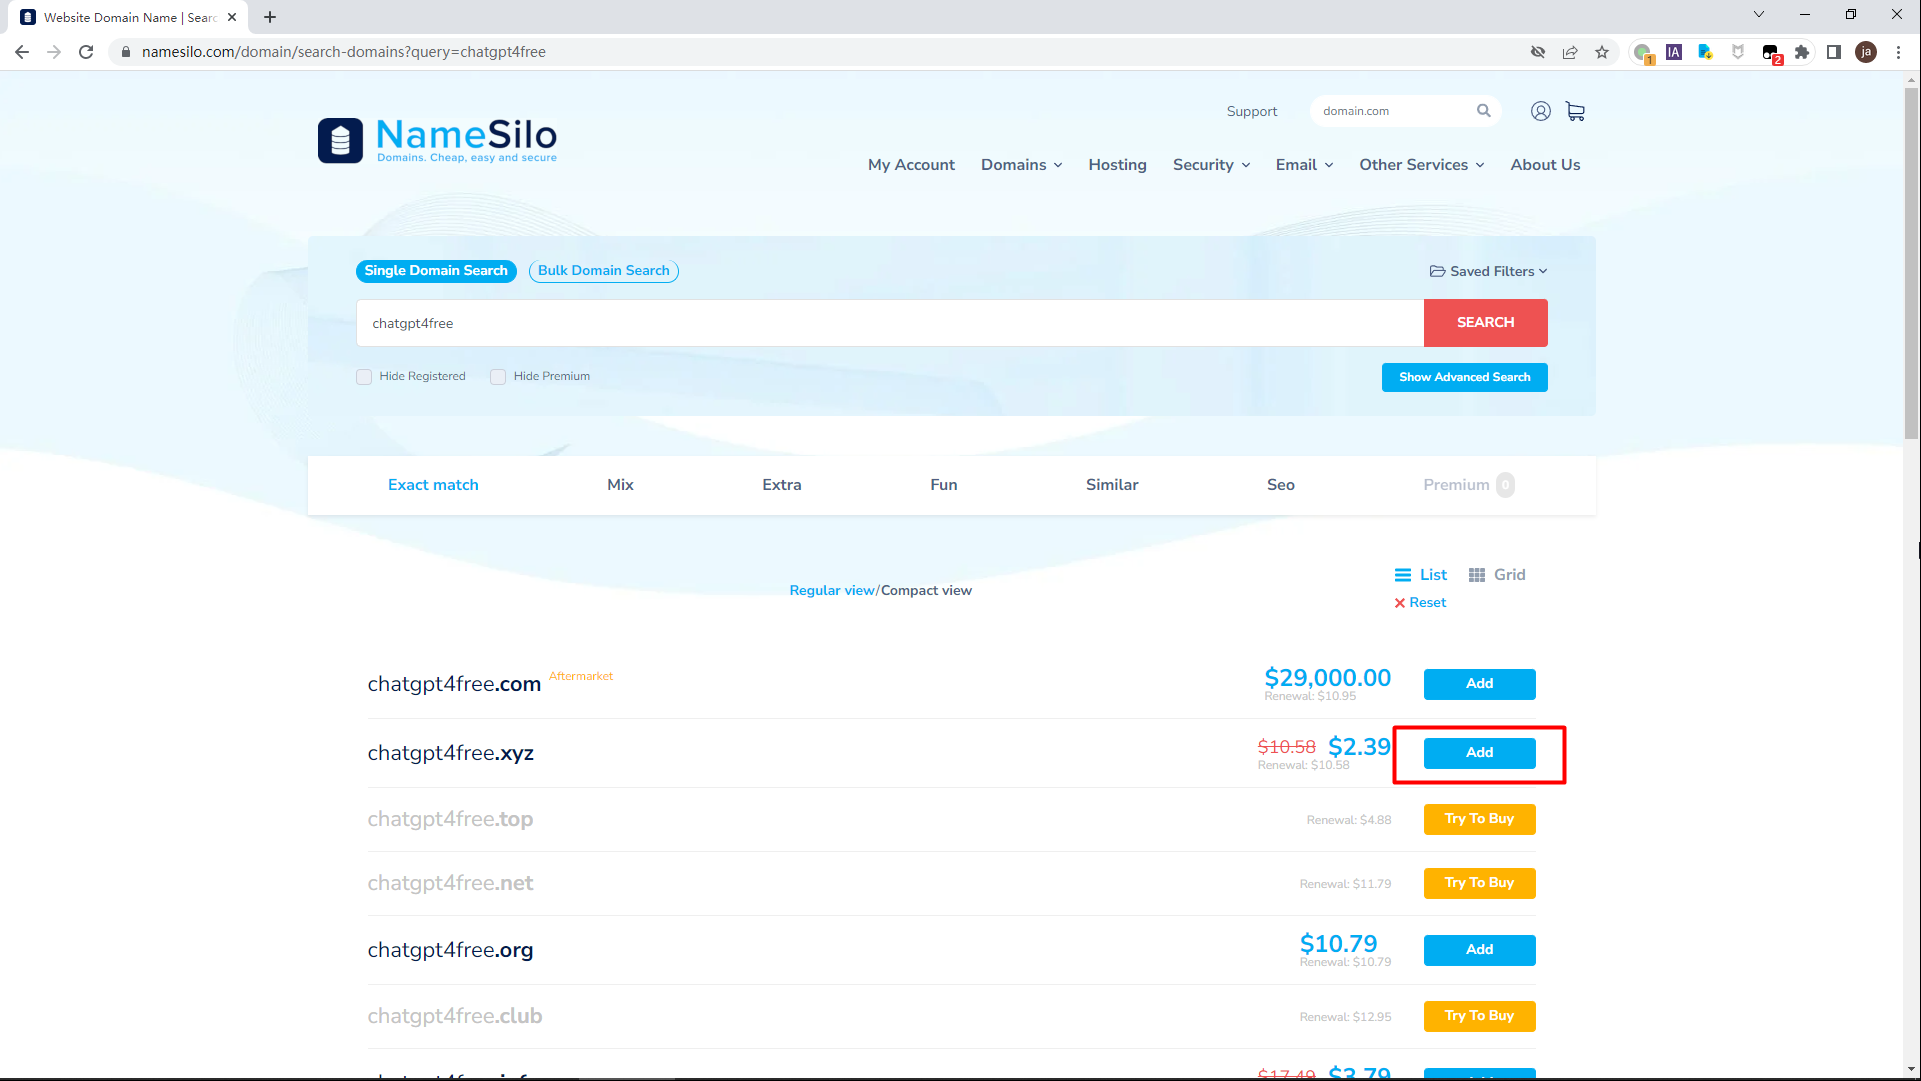 Website Domain Name | Searc
namesilo.com/domain/search-domains?query=chatgpt4free
IA
1
2
ja
NameSilo
Domains. Cheap, easy and secure
Support
domain.com
My Account
Domains
Hosting
Security
Email
Other Services
About Us
Single Domain Search
Bulk Domain Search
Saved Filters
chatgpt4free
SEARCH
Hide Registered
Hide Premium
Show Advanced Search
Exact match
Mix
Extra
Fun
Similar
Seo
Premium 0
List
Grid
Regular view/Compact view
Reset
chatgpt4free.com Aftermarket
$29,000.00
Renewal: $10.95
Add
chatgpt4free.xyz
$10.58 $2.39
Renewal: $10.58
Add
chatgpt4free.top
Renewal: $4.88
Try To Buy
chatgpt4free.net
Renewal: $11.79
Try To Buy
chatgpt4free.org
$10.79
Renewal: $10.79
Add
chatgpt4free.club
Renewal: $12.95
Try To Buy
$17.49 $3.79